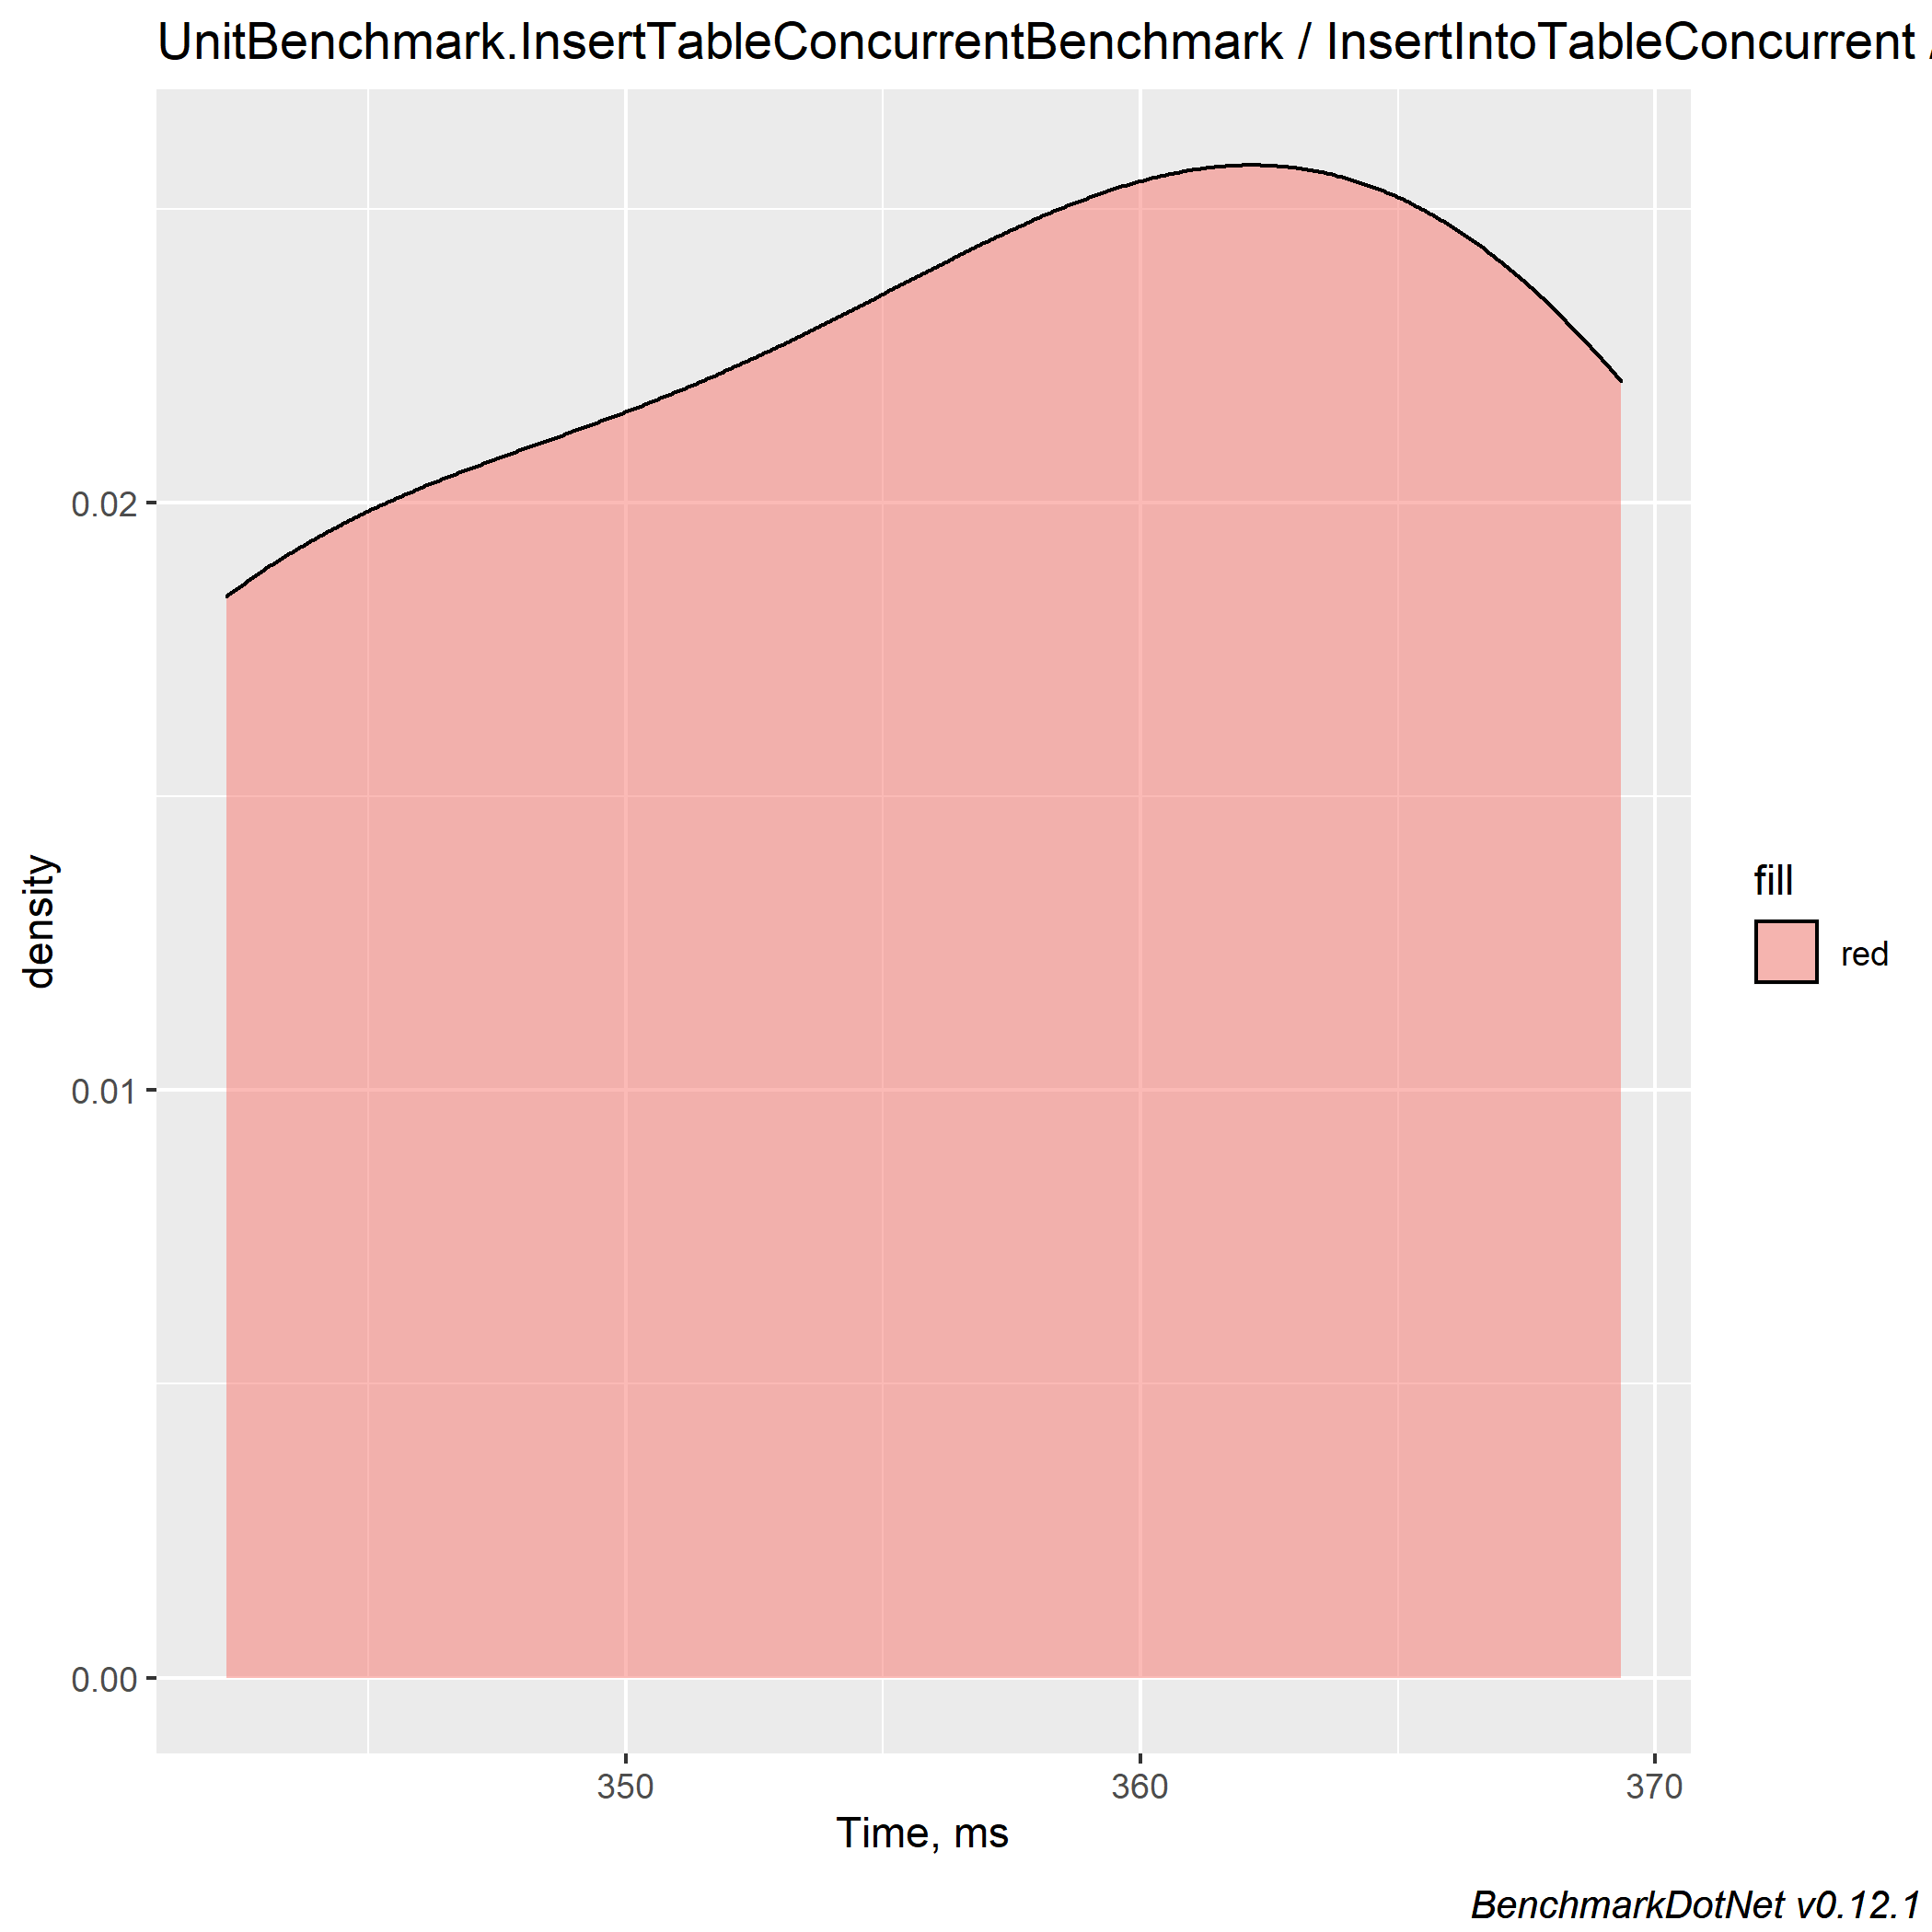 UnitBenchmark.InsertTableConcurrentBenchmark / InsertIntoTableConcurrent /
0.02
0.01
0.00
density
350 360 370
Time, ms
fill
red
BenchmarkDotNet v0.12.1